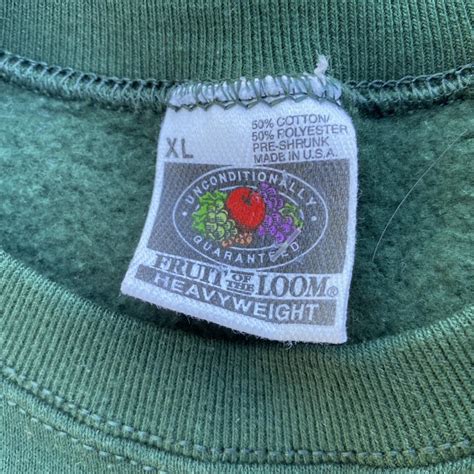 XL
50% COTTON/
50% POLYESTER
PRE-SHRUNK
MADE IN U.S.A.
UNCONDITIONALLY
GUARANTEED
FRUIT OF THE LOOM®
HEAVYWEIGHT